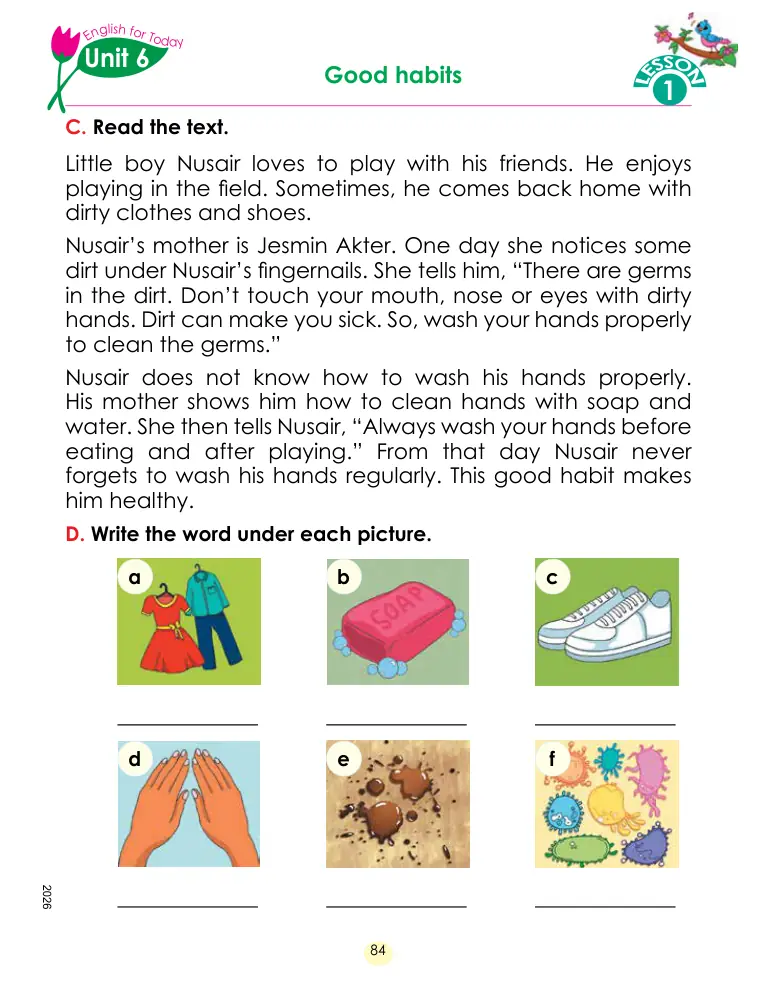 English for Today
Unit 6
Good habits
LESSON
1
C. Read the text.
Little boy Nusair loves to play with his friends. He enjoys
playing in the field. Sometimes, he comes back home with
dirty clothes and shoes.
Nusair’s mother is Jesmin Akter. One day she notices some
dirt under Nusair’s fingernails. She tells him, “There are germs
in the dirt. Don’t touch your mouth, nose or eyes with dirty
hands. Dirt can make you sick. So, wash your hands properly
to clean the germs.”
Nusair does not know how to wash his hands properly.
His mother shows him how to clean hands with soap and
water. She then tells Nusair, “Always wash your hands before
eating and after playing.” From that day Nusair never
forgets to wash his hands regularly. This good habit makes
him healthy.
D. Write the word under each picture.
a
b
SOAP
c
d
e
f
2026
84